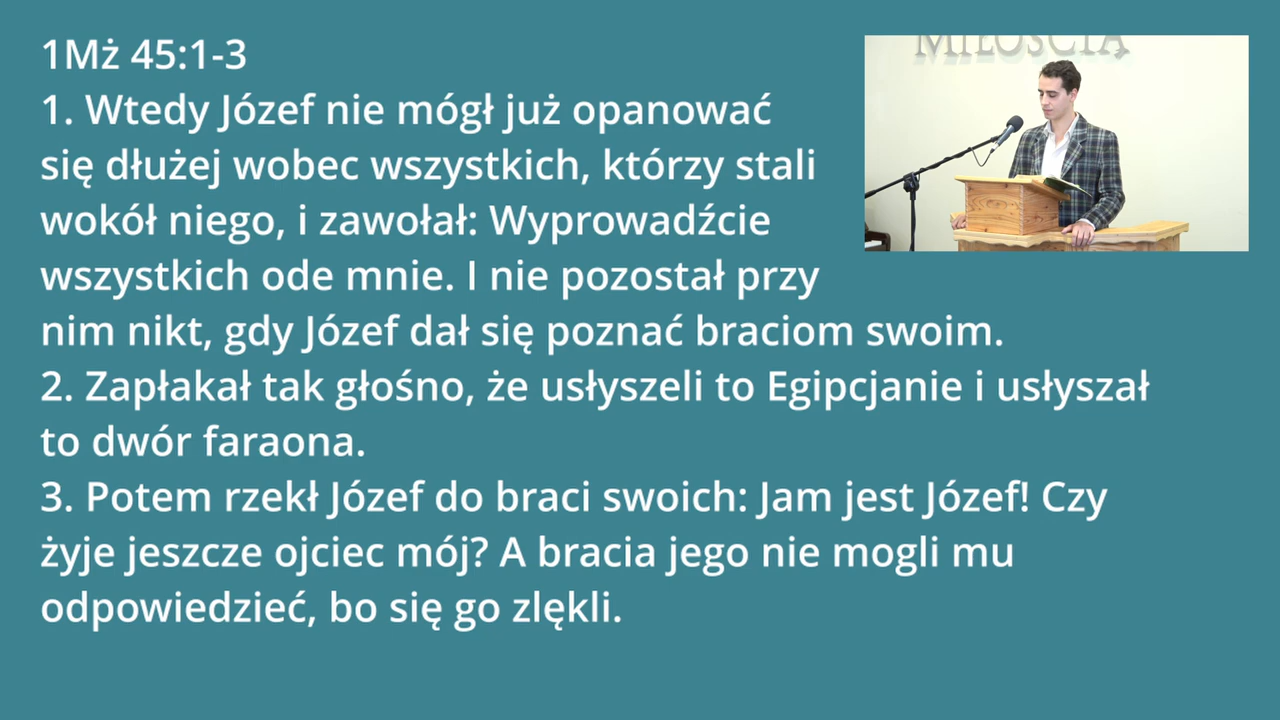 1Mż 45:1-3
1. Wtedy Józef nie mógł już opanować
się dłużej wobec wszystkich, którzy stali
wokół niego, i zawołał: Wyprowadźcie
wszystkich ode mnie. I nie pozostał przy
nim nikt, gdy Józef dał się poznać braciom swoim.
2. Zapłakał tak głośno, że usłyszeli to Egipcjanie i usłyszał
to dwór faraona.
3. Potem rzekł Józef do braci swoich: Jam jest Józef! Czy
żyje jeszcze ojciec mój? A bracia jego nie mogli mu
odpowiedzieć, bo się go zlękli.
MIŁOŚCIĄ